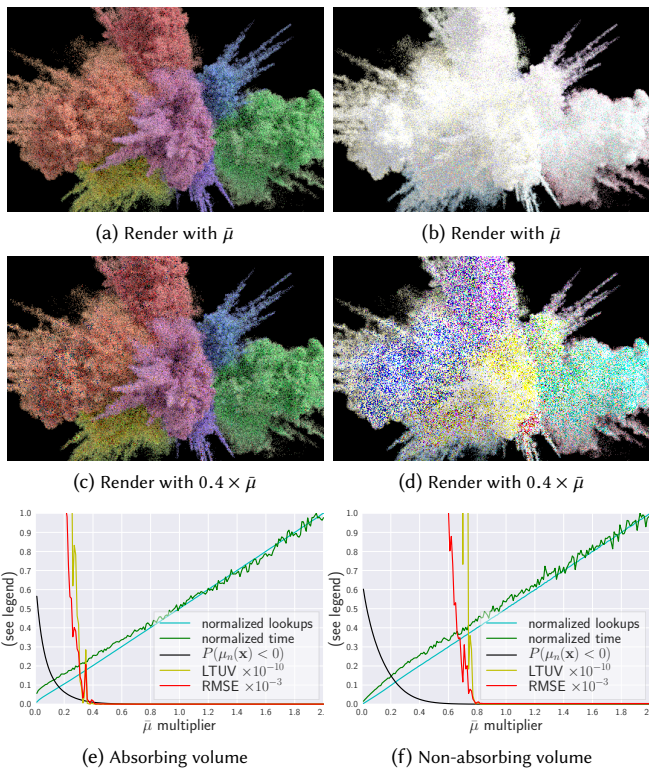 (a) Render with μ̄
(b) Render with μ̄
(c) Render with 0.4 × μ̄
(d) Render with 0.4 × μ̄
1.0
0.9
0.8
0.7
0.6
0.5
0.4
0.3
0.2
0.1
0.0
(see legend)
normalized lookups
normalized time
P(μₙ(x) < 0)
LTUV ×10⁻¹⁰
RMSE ×10⁻³
0.0 0.2 0.4 0.6 0.8 1.0 1.2 1.4 1.6 1.8 2.
μ̄ multiplier
(e) Absorbing volume
1.0
0.9
0.8
0.7
0.6
0.5
0.4
0.3
0.2
0.1
0.0
(see legend)
normalized lookups
normalized time
P(μₙ(x) < 0)
LTUV ×10⁻¹⁰
RMSE ×10⁻³
0.0 0.2 0.4 0.6 0.8 1.0 1.2 1.4 1.6 1.8 2.
μ̄ multiplier
(f) Non-absorbing volume